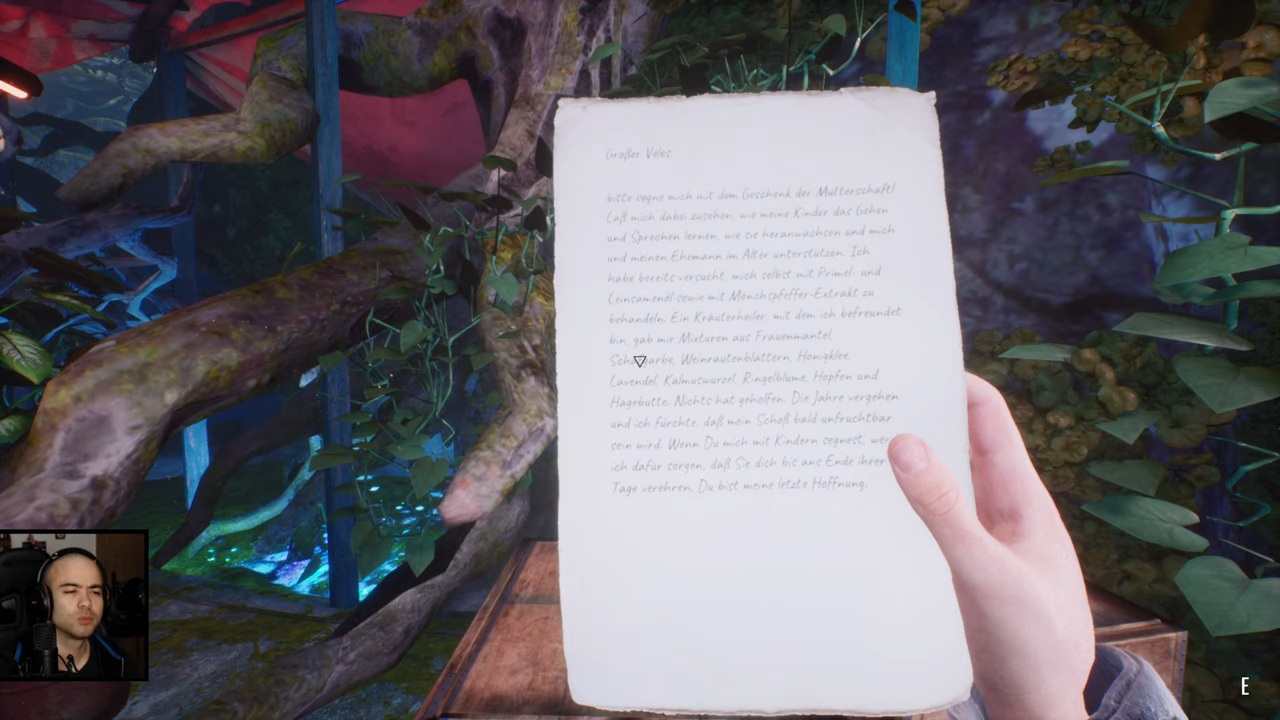 Großer Veles,
bitte segne mich mit dem Geschenk der Mutterschaft!
Laß mich dabei zusehen, wie meine Kinder das Gehen
und Sprechen lernen, wie sie heranwachsen und mich
und meinen Ehemann im Alter unterstützen. Ich
habe bereits versucht, mich selbst mit Primel- und
Leinsamenöl sowie mit Mönchspfeffer-Extrakt zu
behandeln. Ein Kräuterheiler, mit dem ich befreundet
bin, gab mir Mixturen aus Frauenmantel,
Weinrautenblättern, Honigklee,
Lavendel, Kalmuswurzel, Ringelblume, Hopfen und
Hagebutte. Nichts hat geholfen. Die Jahre vergehen
und ich fürchte, daß mein Schoß bald unfruchtbar
sein wird. Wenn Du mich mit Kindern segnest,
ich dafür sorgen, daß Sie dich bis ans Ende ihrer
Tage verehren. Du bist meine letzte Hoffnung.
E